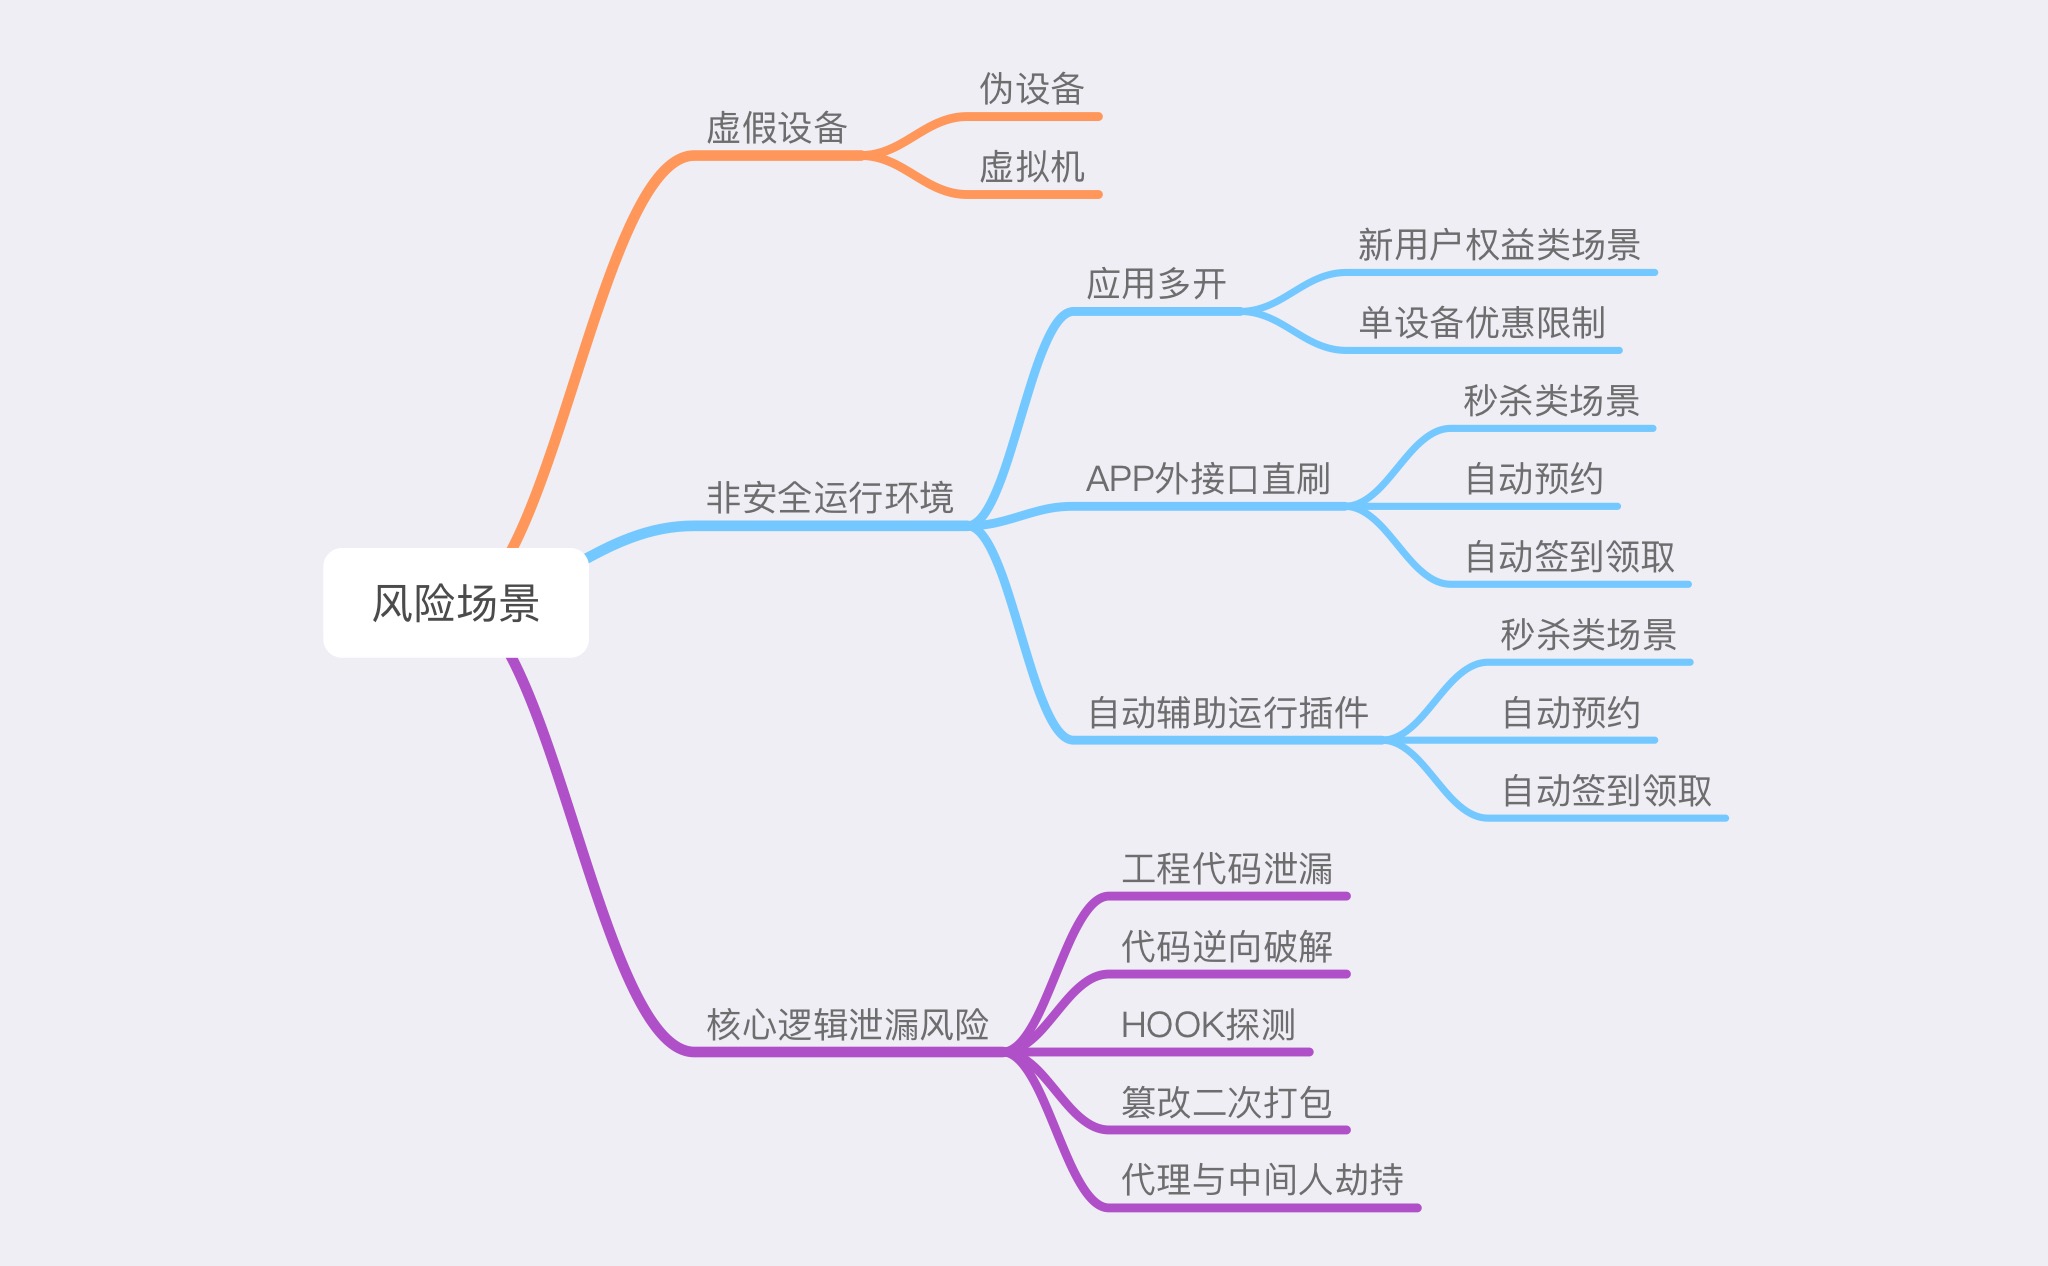 风险场景
虚假设备
伪设备
虚拟机
非安全运行环境
应用多开
新用户权益类场景
单设备优惠限制
APP外接口直刷
秒杀类场景
自动预约
自动签到领取
自动辅助运行插件
秒杀类场景
自动预约
自动签到领取
核心逻辑泄漏风险
工程代码泄漏
代码逆向破解
HOOK探测
篡改二次打包
代理与中间人劫持